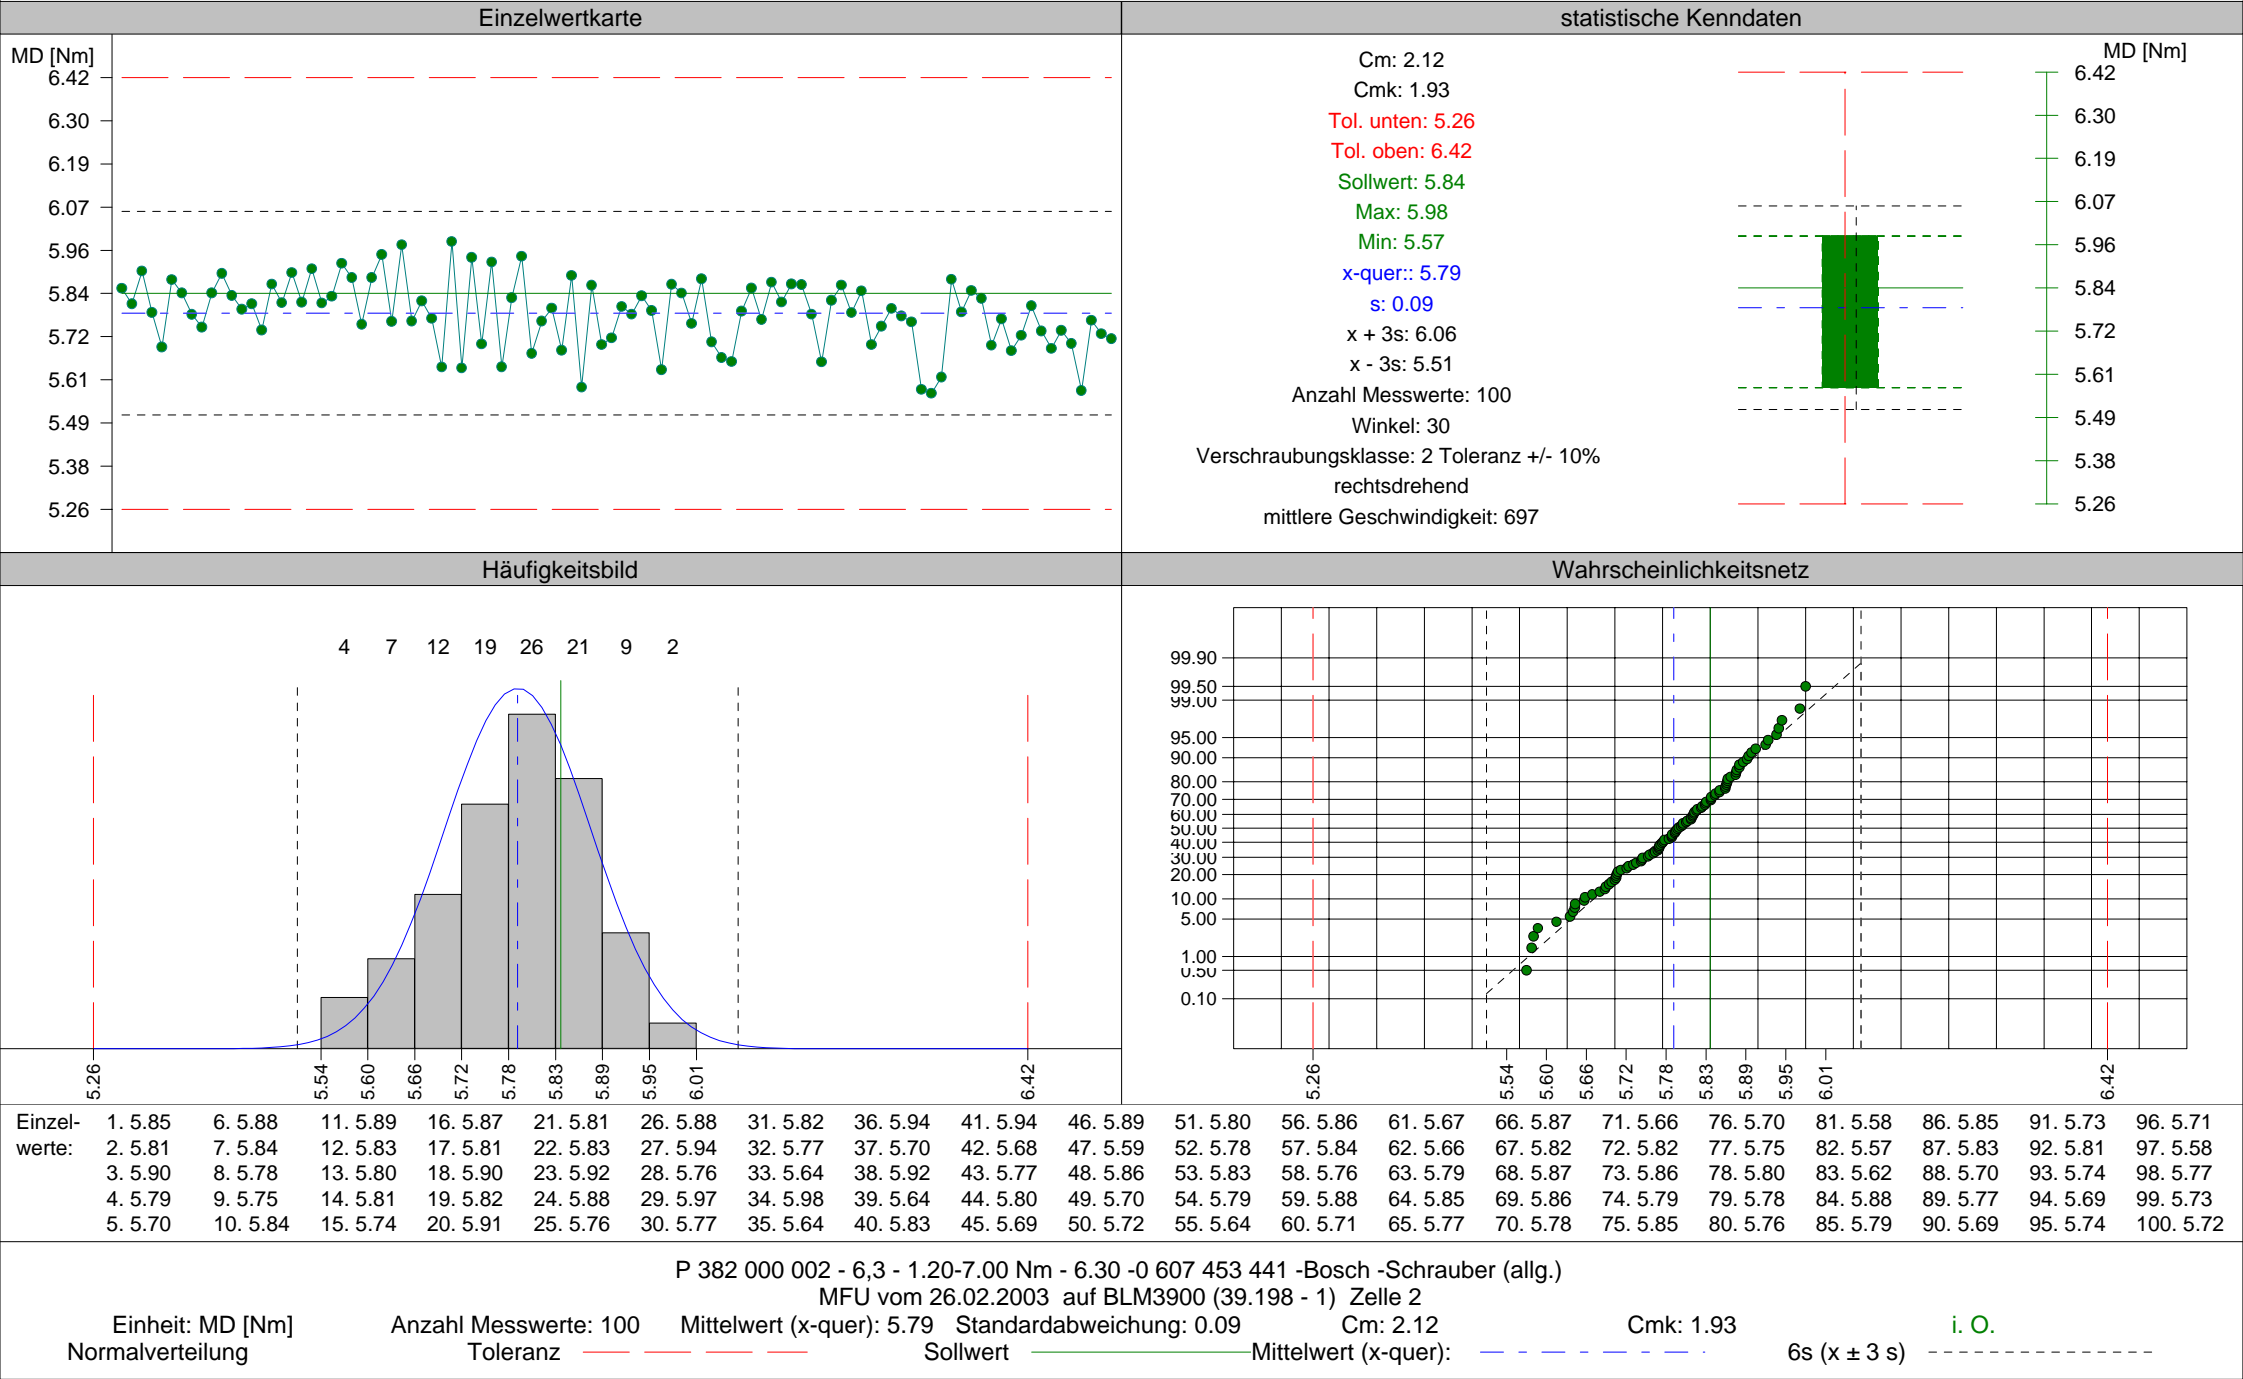 Einzelwertkarte
MD [Nm]
6.42
6.30
6.19
6.07
5.96
5.84
5.72
5.61
5.49
5.38
5.26
statistische Kenndaten
Cm: 2.12
Cmk: 1.93
Tol. unten: 5.26
Tol. oben: 6.42
Sollwert: 5.84
Max: 5.98
Min: 5.57
x-quer:: 5.79
s: 0.09
x + 3s: 6.06
x - 3s: 5.51
Anzahl Messwerte: 100
Winkel: 30
Verschraubungsklasse: 2 Toleranz +/- 10%
rechtsdrehend
mittlere Geschwindigkeit: 697
MD [Nm]
6.42
6.30
6.19
6.07
5.96
5.84
5.72
5.61
5.49
5.38
5.26
Häufigkeitsbild
4 7 12 19 26 21 9 2
5.26 5.54 5.60 5.66 5.72 5.78 5.83 5.89 5.95 6.01 6.42
Wahrscheinlichkeitsnetz
99.90
99.50
99.00
95.00
90.00
80.00
70.00
60.00
50.00
40.00
30.00
20.00
10.00
5.00
1.00
0.50
0.10
5.26 5.54 5.60 5.66 5.72 5.78 5.83 5.89 5.95 6.01 6.42
Einzel- 1. 5.85 6. 5.88 11. 5.89 16. 5.87 21. 5.81 26. 5.88 31. 5.82 36. 5.94 41. 5.94 46. 5.89 51. 5.80 56. 5.86 61. 5.67 66. 5.87 71. 5.66 76. 5.70 81. 5.58 86. 5.85 91. 5.73 96. 5.71
werte: 2. 5.81 7. 5.84 12. 5.83 17. 5.81 22. 5.83 27. 5.94 32. 5.77 37. 5.70 42. 5.68 47. 5.59 52. 5.78 57. 5.84 62. 5.66 67. 5.82 72. 5.82 77. 5.75 82. 5.57 87. 5.83 92. 5.81 97. 5.58
3. 5.90 8. 5.78 13. 5.80 18. 5.90 23. 5.92 28. 5.76 33. 5.64 38. 5.92 43. 5.77 48. 5.86 53. 5.83 58. 5.76 63. 5.79 68. 5.87 73. 5.86 78. 5.80 83. 5.62 88. 5.70 93. 5.74 98. 5.77
4. 5.79 9. 5.75 14. 5.81 19. 5.82 24. 5.88 29. 5.97 34. 5.98 39. 5.64 44. 5.80 49. 5.70 54. 5.79 59. 5.88 64. 5.85 69. 5.86 74. 5.79 79. 5.78 84. 5.88 89. 5.77 94. 5.69 99. 5.73
5. 5.70 10. 5.84 15. 5.74 20. 5.91 25. 5.76 30. 5.77 35. 5.64 40. 5.83 45. 5.69 50. 5.72 55. 5.64 60. 5.71 65. 5.77 70. 5.78 75. 5.85 80. 5.76 85. 5.79 90. 5.69 95. 5.74 100. 5.72
P 382 000 002 - 6,3 - 1.20-7.00 Nm - 6.30 -0 607 453 441 -Bosch -Schrauber (allg.)
MFU vom 26.02.2003 auf BLM3900 (39.198 - 1) Zelle 2
Einheit: MD [Nm] Anzahl Messwerte: 100 Mittelwert (x-quer): 5.79 Standardabweichung: 0.09 Cm: 2.12 Cmk: 1.93 i. O.
Normalverteilung Toleranz Sollwert Mittelwert (x-quer): 6s (x ± 3 s)